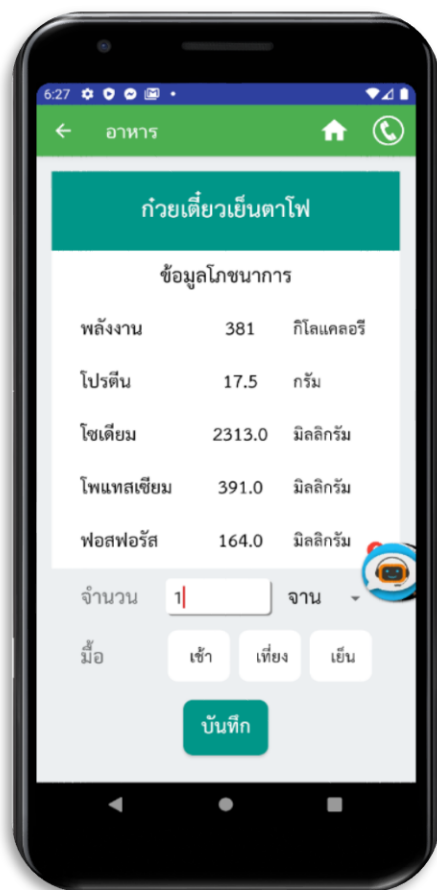 6:27
อาหาร
ก๋วยเตี๋ยวเย็นตาโฟ
ข้อมูลโภชนาการ
พลังงาน 381 กิโลแคลอรี
โปรตีน 17.5 กรัม
โซเดียม 2313.0 มิลลิกรัม
โพแทสเซียม 391.0 มิลลิกรัม
ฟอสฟอรัส 164.0 มิลลิกรัม
จำนวน 1 จาน
มื้อ เช้า เที่ยง เย็น
บันทึก